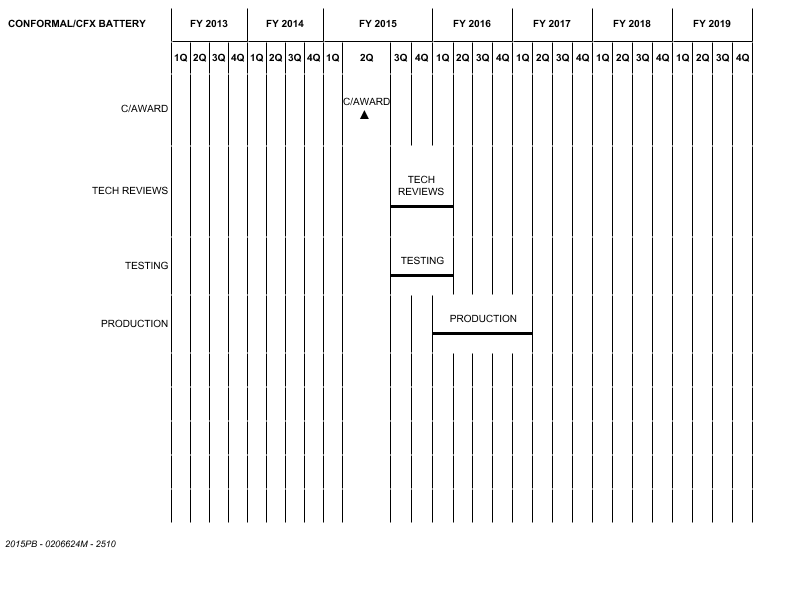 CONFORMAL/CFX BATTERY FY 2013 FY 2014 FY 2015 FY 2016 FY 2017 FY 2018 FY 2019
1Q 2Q 3Q 4Q 1Q 2Q 3Q 4Q 1Q 2Q 3Q 4Q 1Q 2Q 3Q 4Q 1Q 2Q 3Q 4Q 1Q 2Q 3Q 4Q 1Q 2Q 3Q 4Q
C/AWARD
C/AWARD
TECH
REVIEWS
TECH REVIEWS
TESTING
TESTING
PRODUCTION
PRODUCTION
2015PB - 0206624M - 2510